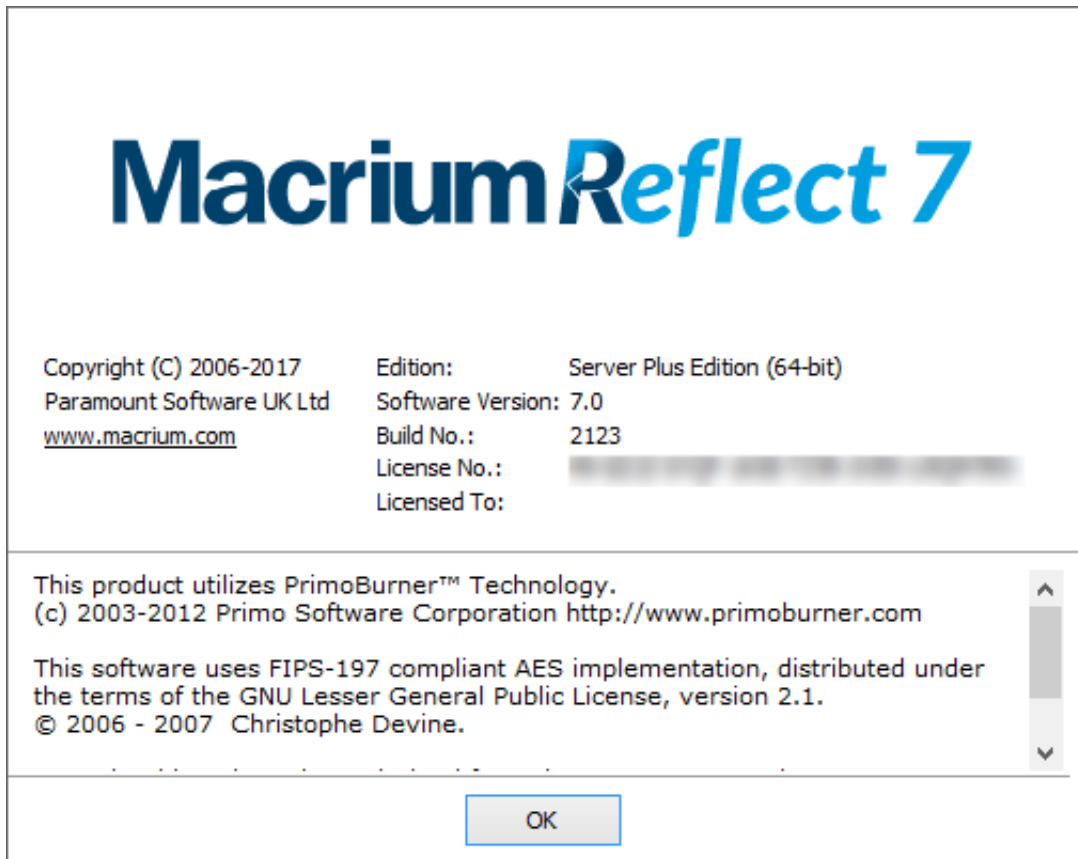 Macrium Reflect 7
Copyright (C) 2006-2017
Paramount Software UK Ltd
www.macrium.com
Edition: Server Plus Edition (64-bit)
Software Version: 7.0
Build No.: 2123
License No.:
Licensed To:
This product utilizes PrimoBurner™ Technology.
(c) 2003-2012 Primo Software Corporation http://www.primoburner.com
This software uses FIPS-197 compliant AES implementation, distributed under
the terms of the GNU Lesser General Public License, version 2.1.
© 2006 - 2007  Christophe Devine.
OK